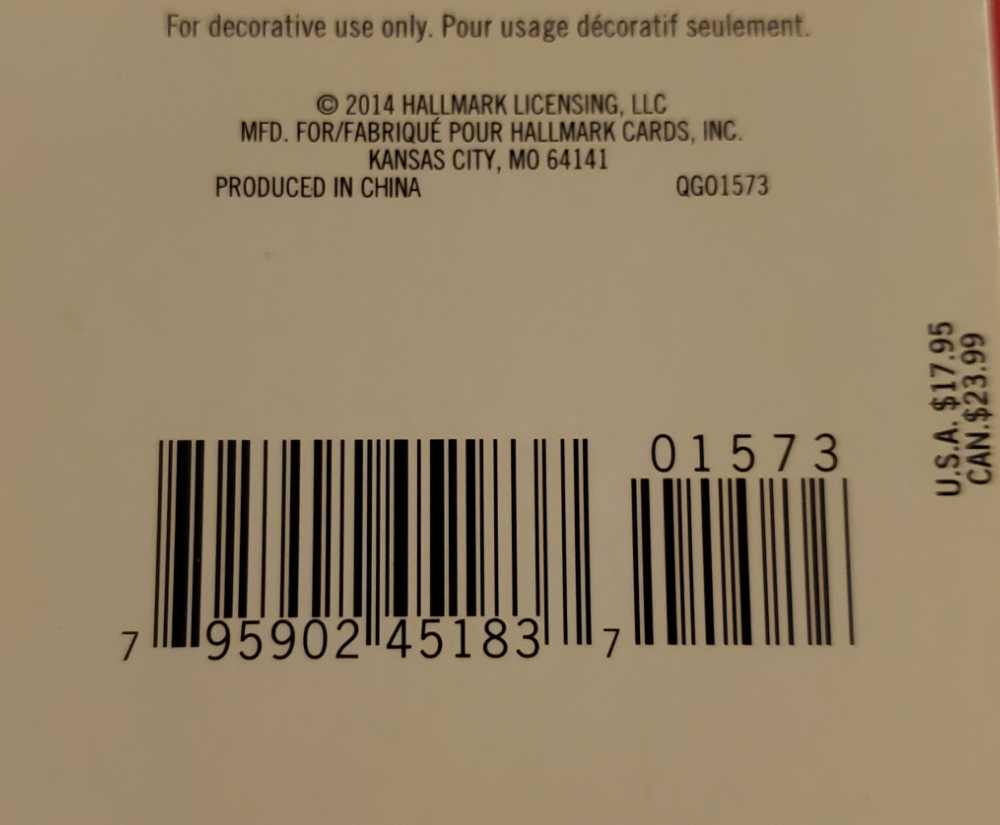 For decorative use only. Pour usage décoratif seulement.
© 2014 HALLMARK LICENSING, LLC
MFD. FOR/FABRIQUÉ POUR HALLMARK CARDS, INC.
KANSAS CITY, MO 64141
PRODUCED IN CHINA QGO1573
U.S.A. $17.95
CAN.$23.99
01573
7 95902 45183 7